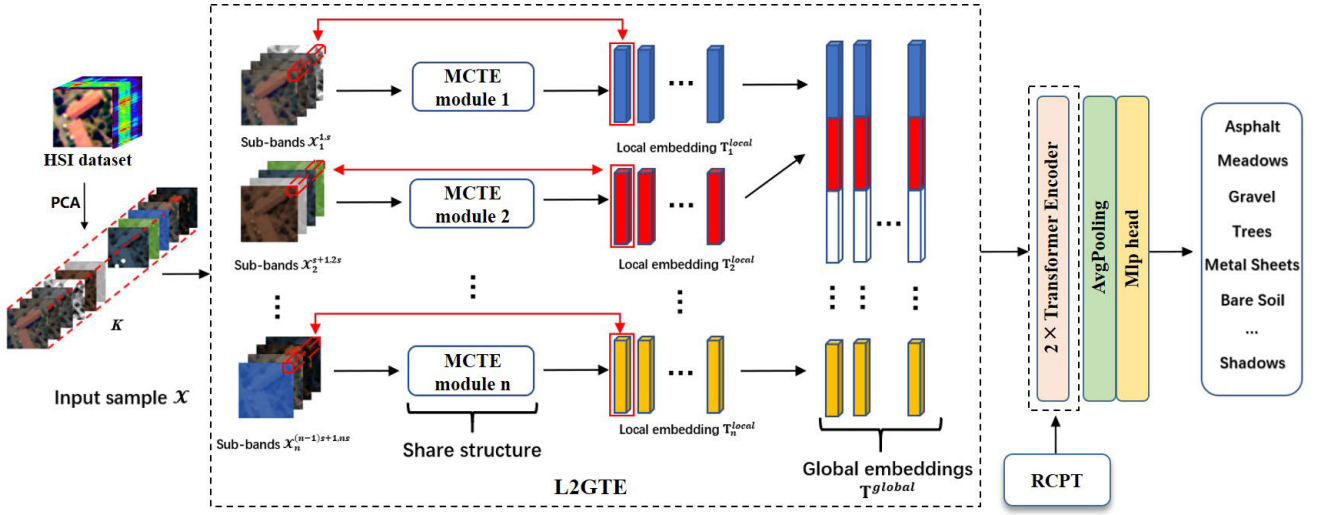 HSI dataset
PCA
K
Input sample 𝒳
Sub-bands 𝒳₁^{1,s}
MCTE
module 1
...
Local embedding T₁^{local}
Sub-bands 𝒳₂^{s+1,2s}
MCTE
module 2
...
Local embedding T₂^{local}
...
Sub-bands 𝒳ₙ^{(n-1)s+1,ns}
MCTE
module n
...
Local embedding Tₙ^{local}
Share structure
Global embeddings
T^{global}
L2GTE
2 × Transformer Encoder
AvgPooling
Mlp head
RCPT
Asphalt
Meadows
Gravel
Trees
Metal Sheets
Bare Soil
...
Shadows